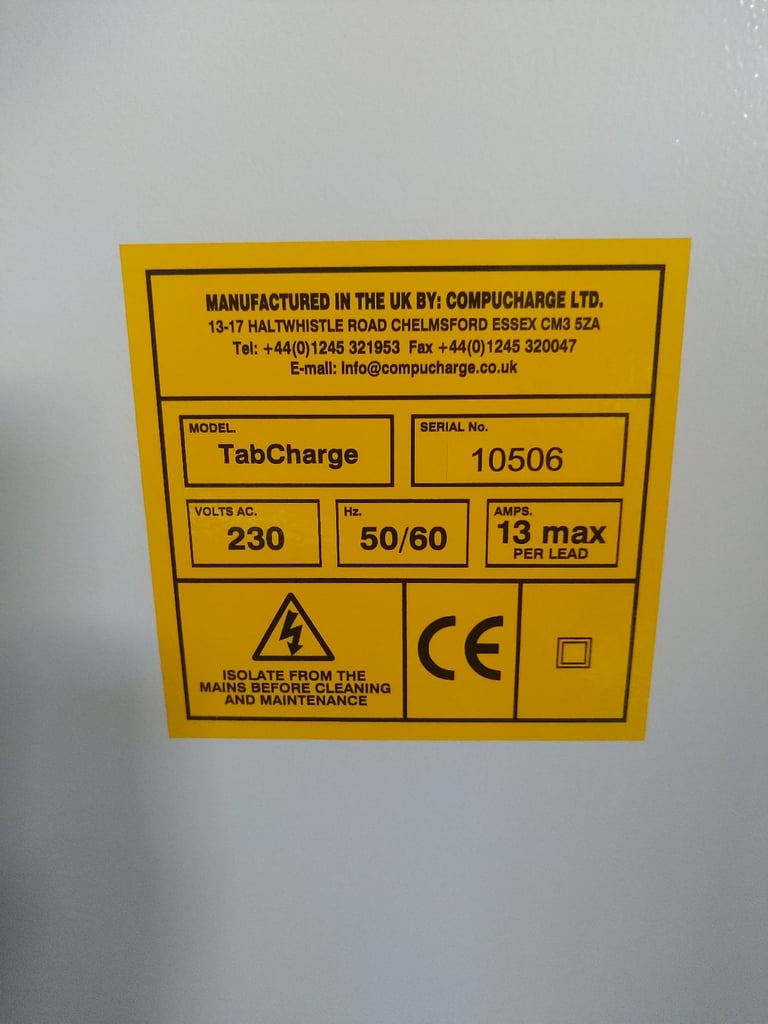 MANUFACTURED IN THE UK BY: COMPUCHARGE LTD.
13-17 HALTWHISTLE ROAD CHELMSFORD ESSEX CM3 5ZA
Tel: +44(0)1245 321953 Fax +44(0)1245 320047
E-mail: Info@compucharge.co.uk
MODEL.
TabCharge
SERIAL No.
10506
VOLTS AC.
230
Hz.
50/60
AMPS.
13 max
PER LEAD
ISOLATE FROM THE
MAINS BEFORE CLEANING
AND MAINTENANCE
CE